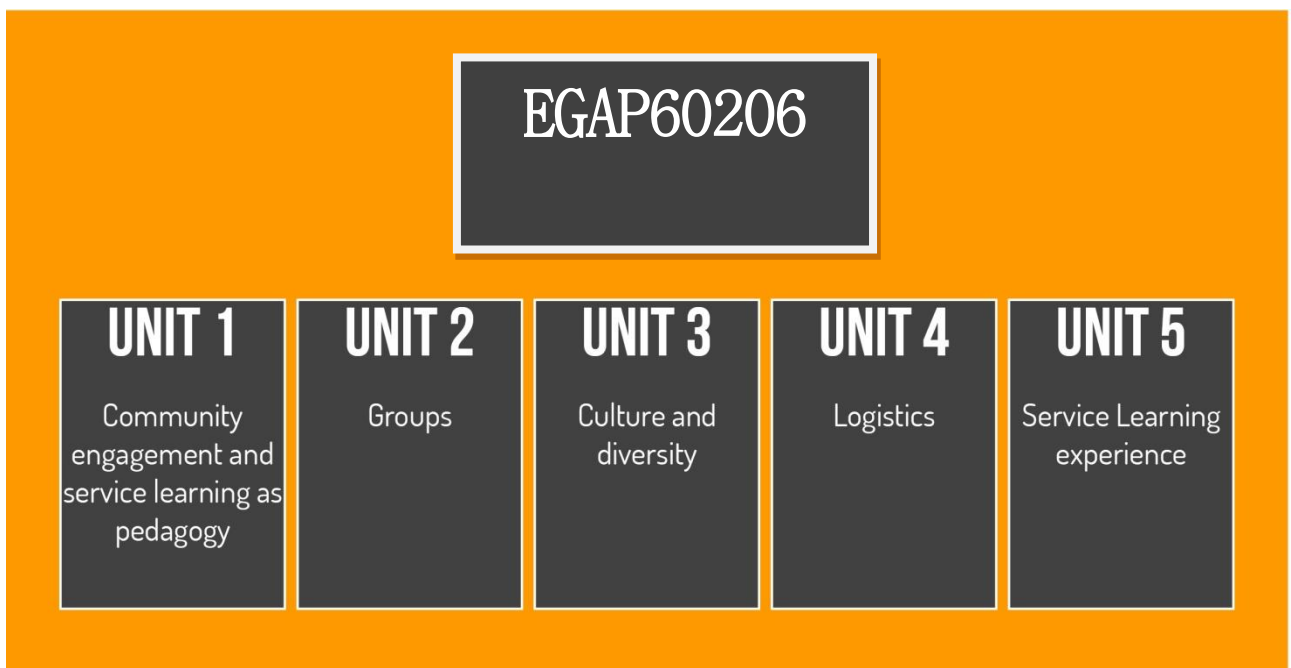 EGAP60206
UNIT 1
Community
engagement and
service learning as
pedagogy
UNIT 2
Groups
UNIT 3
Culture and
diversity
UNIT 4
Logistics
UNIT 5
Service Learning
experience